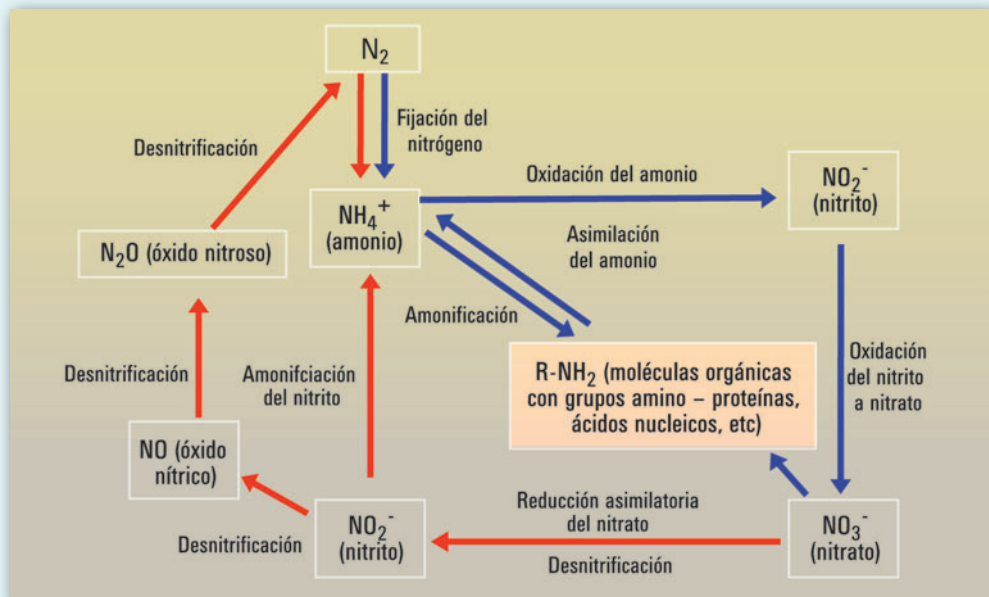 N₂
Fijación del
nitrógeno
Desnitrificación
Oxidación del amonio
NO₂⁻
(nitrito)
NH₄⁺
(amonio)
N₂O (óxido nitroso)
Asimilación
del amonio
Amonificación
Desnitrificación
Amonifciación
del nitrito
R-NH₂ (moléculas orgánicas
con grupos amino – proteínas,
ácidos nucleicos, etc)
Oxidación
del nitrito
a nitrato
NO (óxido
nítrico)
Desnitrificación
NO₂⁻
(nitrito)
Reducción asimilatoria
del nitrato
Desnitrificación
NO₃⁻
(nitrato)